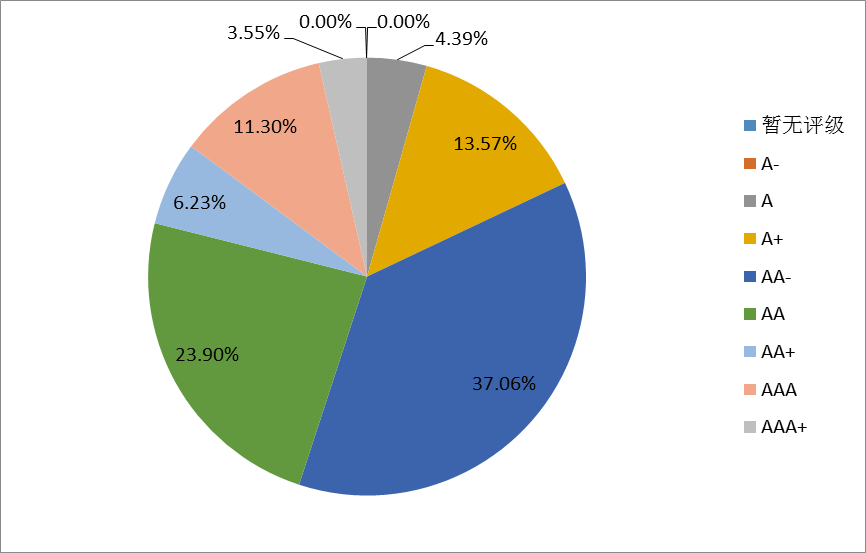 0.00%
0.00%
3.55%
4.39%
11.30%
13.57%
6.23%
23.90%
37.06%
暂无评级
A-
A
A+
AA-
AA
AA+
AAA
AAA+